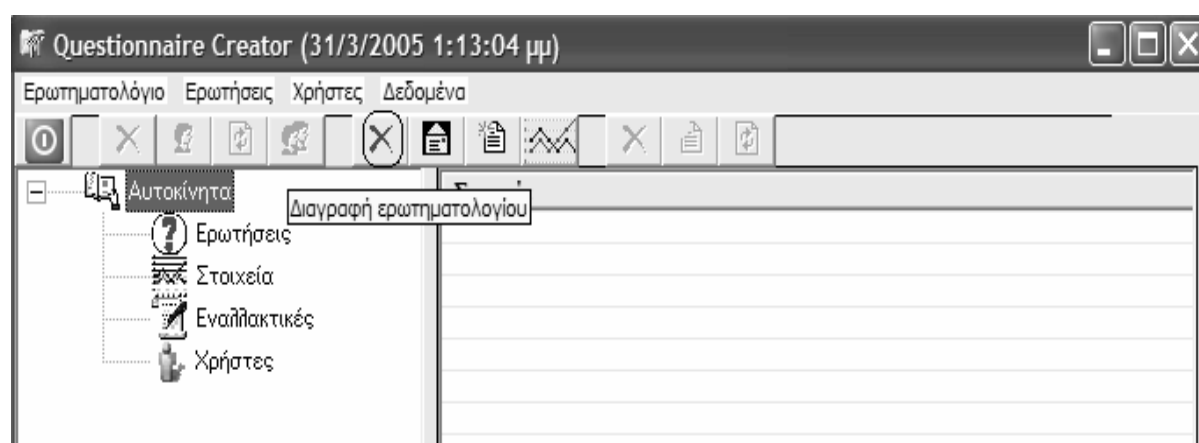 Questionnaire Creator (31/3/2005 1:13:04 μμ)
Ερωτηματολόγιο Ερωτήσεις Χρήστες Δεδομένα
Αυτοκίνητα
Διαγραφή ερωτηματολογίου
Ερωτήσεις
Στοιχεία
Εναλλακτικές
Χρήστες